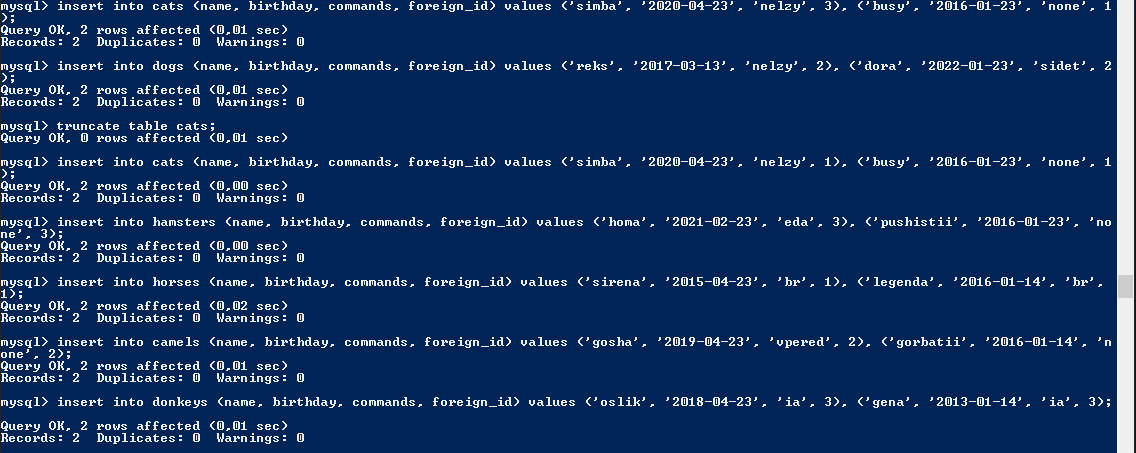 mysql> insert into cats (name, birthday, commands, foreign_id) values ('simba', '2020-04-23', 'nelzy', 3), ('busy', '2016-01-23', 'none', 1
);
Query OK, 2 rows affected (0,01 sec)
Records: 2  Duplicates: 0  Warnings: 0
mysql> insert into dogs (name, birthday, commands, foreign_id) values ('reks', '2017-03-13', 'nelzy', 2), ('dora', '2022-01-23', 'sidet', 2
);
Query OK, 2 rows affected (0,01 sec)
Records: 2  Duplicates: 0  Warnings: 0
mysql> truncate table cats;
Query OK, 0 rows affected (0,01 sec)
mysql> insert into cats (name, birthday, commands, foreign_id) values ('simba', '2020-04-23', 'nelzy', 1), ('busy', '2016-01-23', 'none', 1
);
Query OK, 2 rows affected (0,00 sec)
Records: 2  Duplicates: 0  Warnings: 0
mysql> insert into hamsters (name, birthday, commands, foreign_id) values ('homa', '2021-02-23', 'eda', 3), ('pushistii', '2016-01-23', 'no
ne', 3);
Query OK, 2 rows affected (0,00 sec)
Records: 2  Duplicates: 0  Warnings: 0
mysql> insert into horses (name, birthday, commands, foreign_id) values ('sirena', '2015-04-23', 'br', 1), ('legenda', '2016-01-14', 'br',
1);
Query OK, 2 rows affected (0,02 sec)
Records: 2  Duplicates: 0  Warnings: 0
mysql> insert into camels (name, birthday, commands, foreign_id) values ('gosha', '2019-04-23', 'vpered', 2), ('gorbatii', '2016-01-14', 'n
one', 2);
Query OK, 2 rows affected (0,01 sec)
Records: 2  Duplicates: 0  Warnings: 0
mysql> insert into donkeys (name, birthday, commands, foreign_id) values ('oslik', '2018-04-23', 'ia', 3), ('gena', '2013-01-14', 'ia', 3);
Query OK, 2 rows affected (0,01 sec)
Records: 2  Duplicates: 0  Warnings: 0